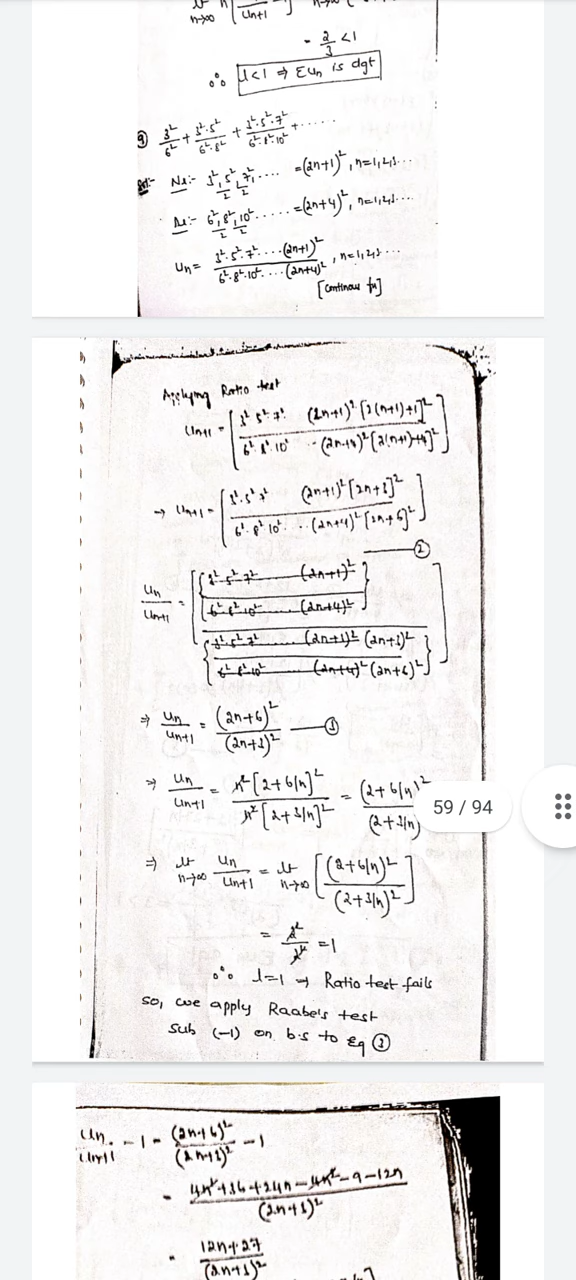 = 2/3 < 1
∴ l<1 ⇒ Σun is dgt
⑨ 3²/6² + 3²·5²/6²·8² + 3²·5²·7²/6²·8²·10² + ......
Sol:- Nr:- 3², 5², 7², .... = (2n+1)², n=1,2,3...
2 2
Dr:- 6², 8², 10² ...... = (2n+4)², n=1,2,3....
2 2
un = 3²·5²·7².....(2n+1)² / 6²·8²·10².....(2n+4)², n=1,2,3 ...
Applying Ratio test
un+1 = [3² 5² 7² (2n+1)² [2(n+1)+1]² / 6² 8² 10² .. (2n+4)² [2(n+1)+4]²]
→ un+1 = [3²·5²·7² (2n+1)² [2n+3]² / 6²·8² 10² ... (2n+4)² [2n+6]²]
②
un/un+1 = [{3² 5² 7² (2n+1)² / 6² 8² 10² ...... (2n+4)²} / {3² 5² 7² ...... (2n+1)² (2n+3)² / 6² 8² 10² ...... (2n+4)² (2n+6)²}]
⇒ un/un+1 = (2n+6)²/(2n+3)² — ③
⇒ un/un+1 = n²[2+6/n]²/n²[2+3/n]² = (2+6/n)²/(2+3/n)
59 / 94
⇒ lt n→∞ un/un+1 = lt n→∞ [(2+6/n)²/(2+3/n)²]
= 2²/2² = 1
∴ l=1 → Ratio test fails
so, we apply Raabe's test
sub (-1) on b.s to Eq ③
un/un+1 - 1 = (2n+6)²/(2n+3)² - 1
= 4n²+36+24n-4n²-9-12n/(2n+3)²
= 12n+27/(2n+3)²